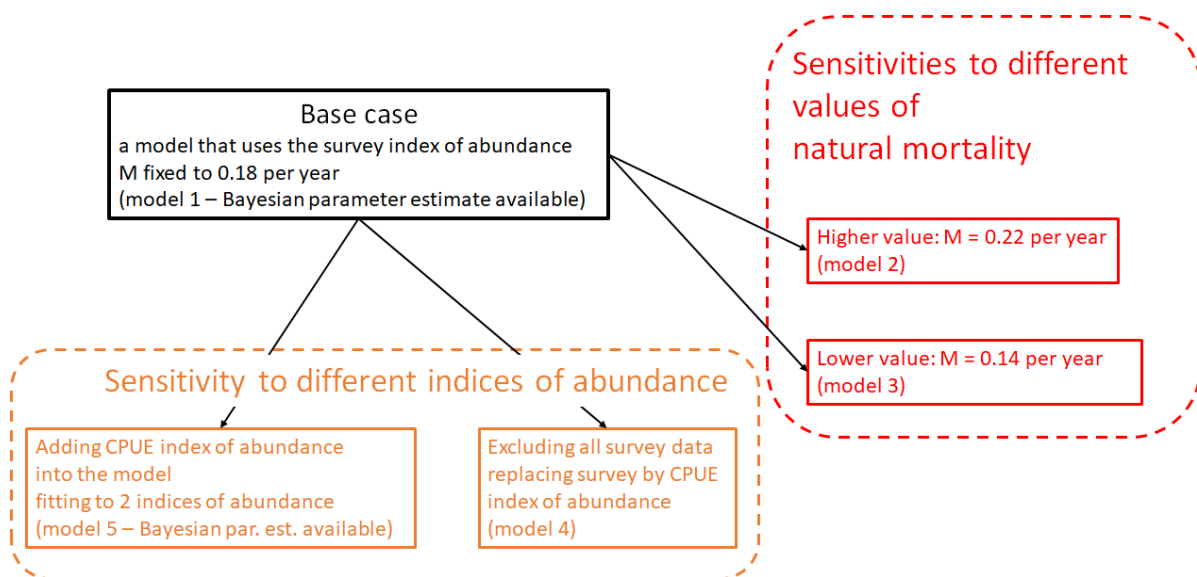 Base case
a model that uses the survey index of abundance
M fixed to 0.18 per year
(model 1 – Bayesian parameter estimate available)
Sensitivities to different
values of
natural mortality
Higher value: M = 0.22 per year
(model 2)
Lower value: M = 0.14 per year
(model 3)
Sensitivity to different indices of abundance
Adding CPUE index of abundance
into the model
fitting to 2 indices of abundance
(model 5 – Bayesian par. est. available)
Excluding all survey data
replacing survey by CPUE
index of abundance
(model 4)